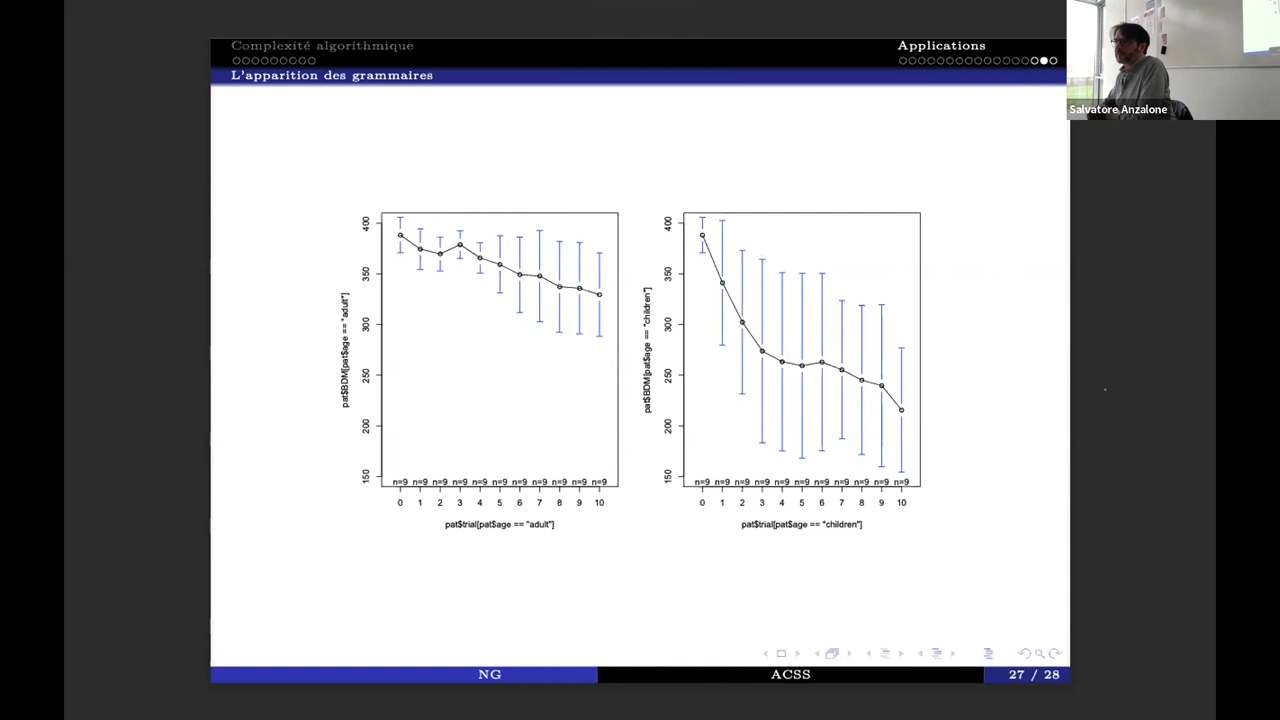 Complexité algorithmique
Applications
L'apparition des grammaires
Salvatore Anzalone
pat$BDM[pat$age == "adult"]
400
350
300
250
200
150
n=9 n=9 n=9 n=9 n=9 n=9 n=9 n=9 n=9 n=9 n=9
0 1 2 3 4 5 6 7 8 9 10
pat$trial[pat$age == "adult"]
pat$BDM[pat$age == "children"]
400
350
300
250
200
150
n=9 n=9 n=9 n=9 n=9 n=9 n=9 n=9 n=9 n=9 n=9
0 1 2 3 4 5 6 7 8 9 10
pat$trial[pat$age == "children"]
NG
ACSS
27 / 28